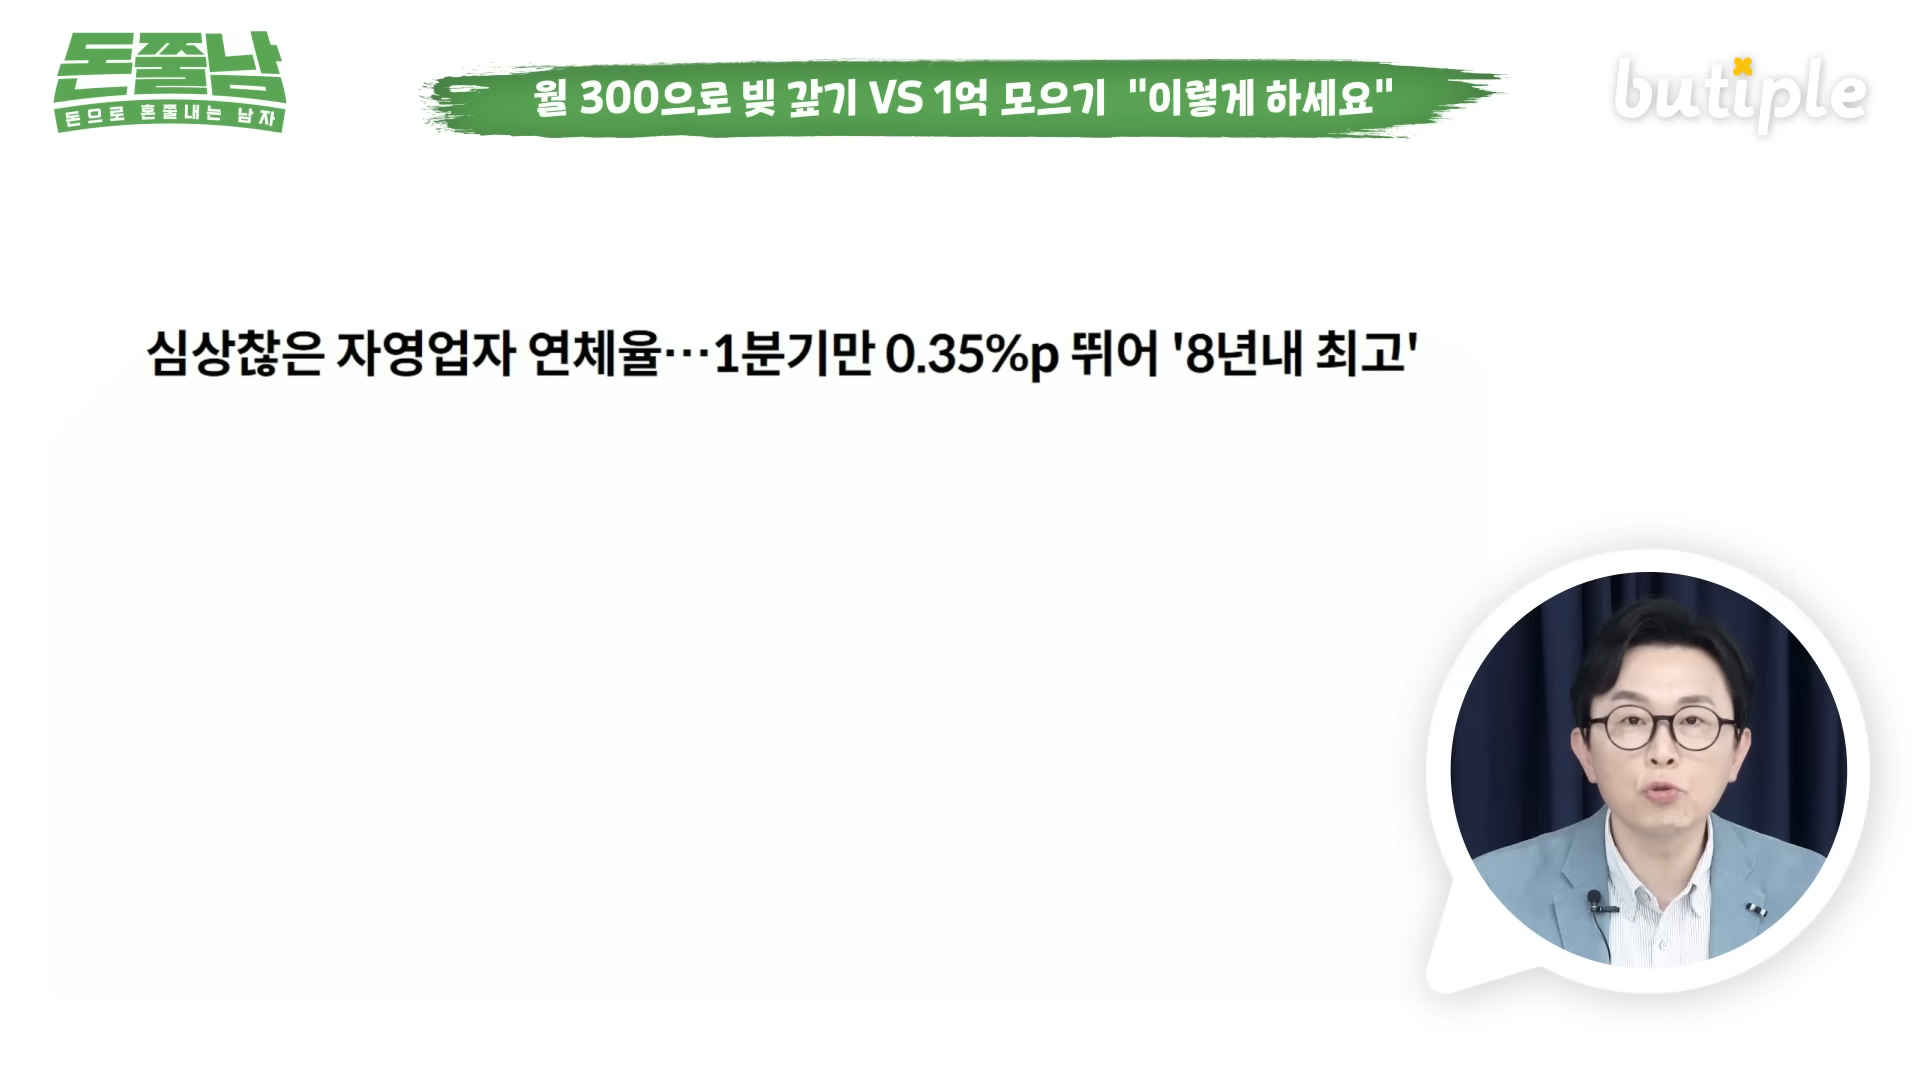 돈쭐남
돈으로 혼쭐내는 남자
월 300으로 빚 갚기 VS 1억 모으기 "이렇게 하세요"
butiple
심상찮은 자영업자 연체율…1분기만 0.35%p 뛰어 '8년내 최고'